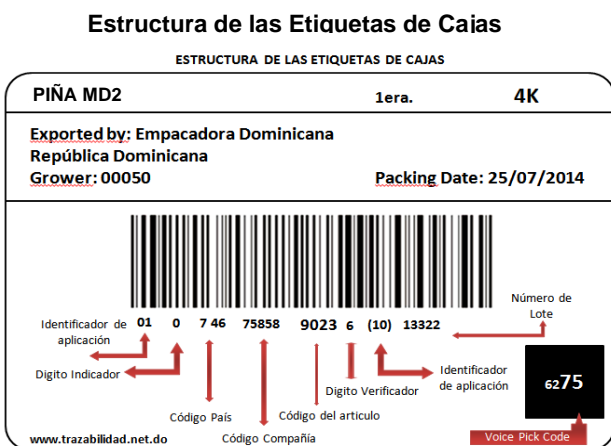 Estructura de las Etiquetas de Cajas
ESTRUCTURA DE LAS ETIQUETAS DE CAJAS
PIÑA MD2 1era. 4K
Exported by: Empacadora Dominicana
República Dominicana
Grower: 00050 Packing Date: 25/07/2014
01 0 7 46 75858 9023 6 (10) 13322
Número de
Lote
Identificador de
aplicación
Digito Indicador
Código País
Código Compañía
Código del articulo
Digito Verificador
Identificador
de aplicación
6275
Voice Pick Code
www.trazabilidad.net.do